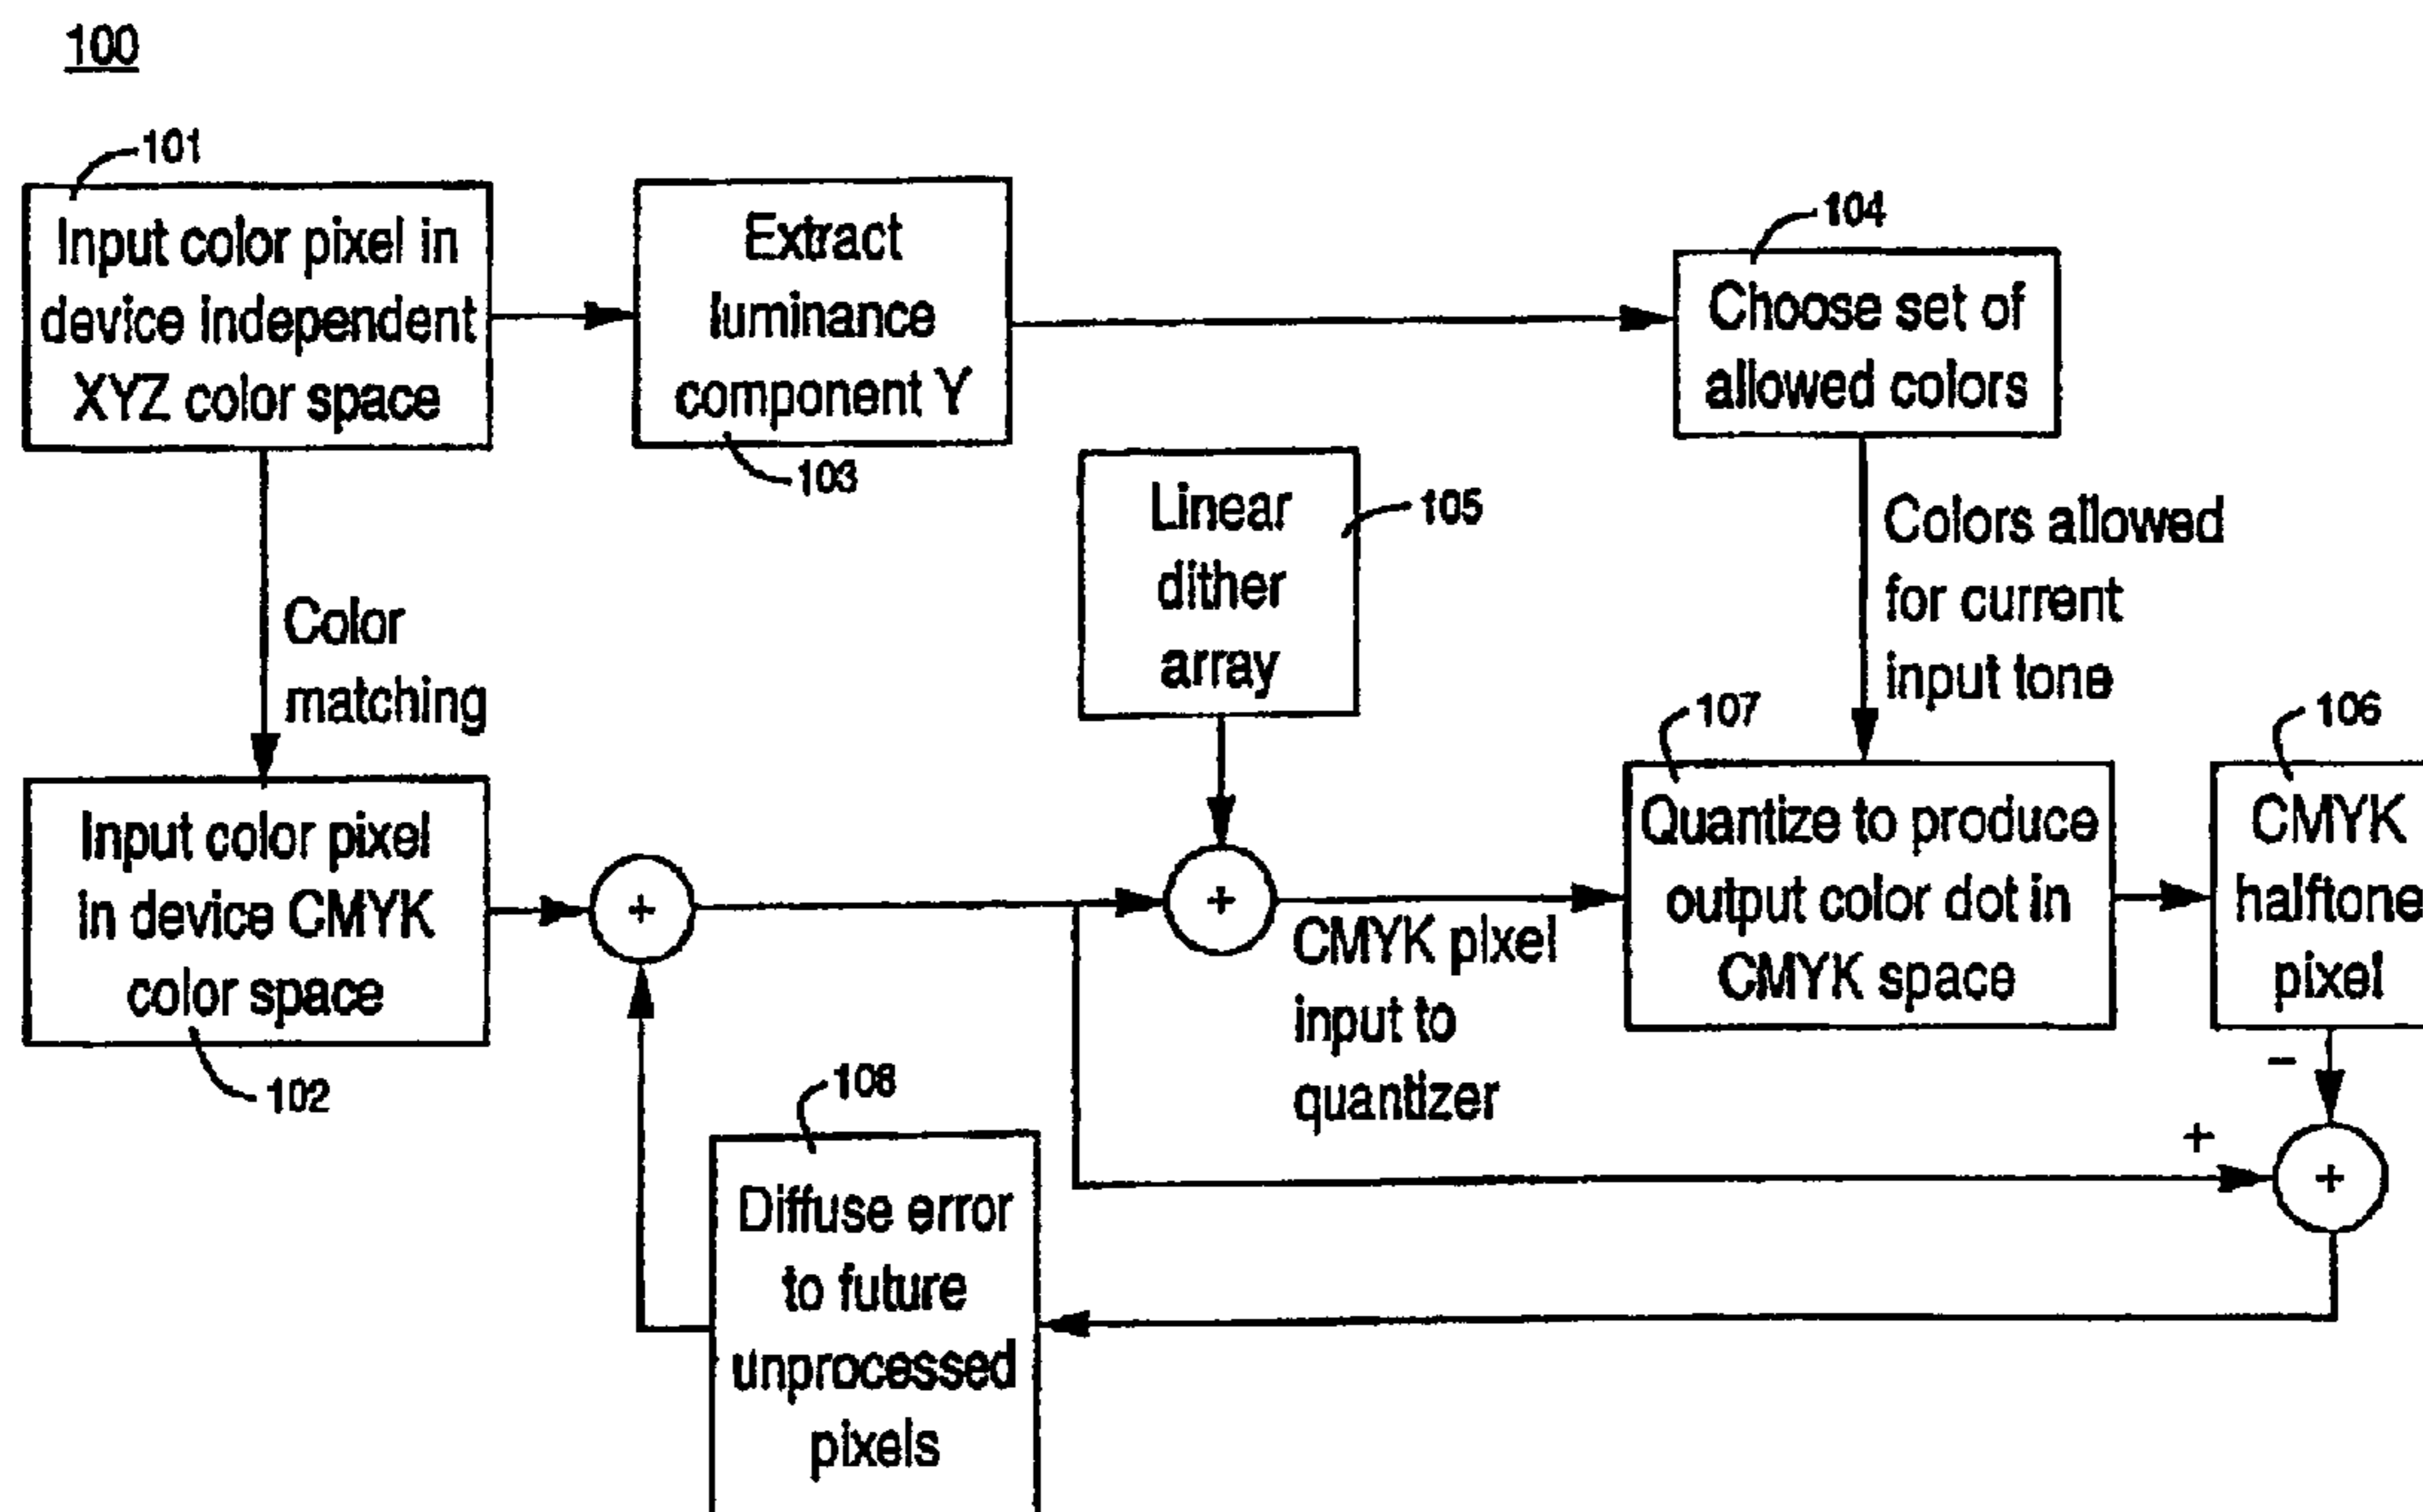 100
101
Input color pixel in
device independent
XYZ color space
Extract
luminance
component Y
103
104
Choose set of
allowed colors
Linear
dither
array
105
Colors allowed
for current
input tone
Color
matching
Input color pixel
in device CMYK
color space
102
+
+
CMYK pixel
input to
quantizer
107
Quantize to produce
output color dot in
CMYK space
106
CMYK
halftone
pixel
−
+
+
108
Diffuse error
to future
unprocessed
pixels